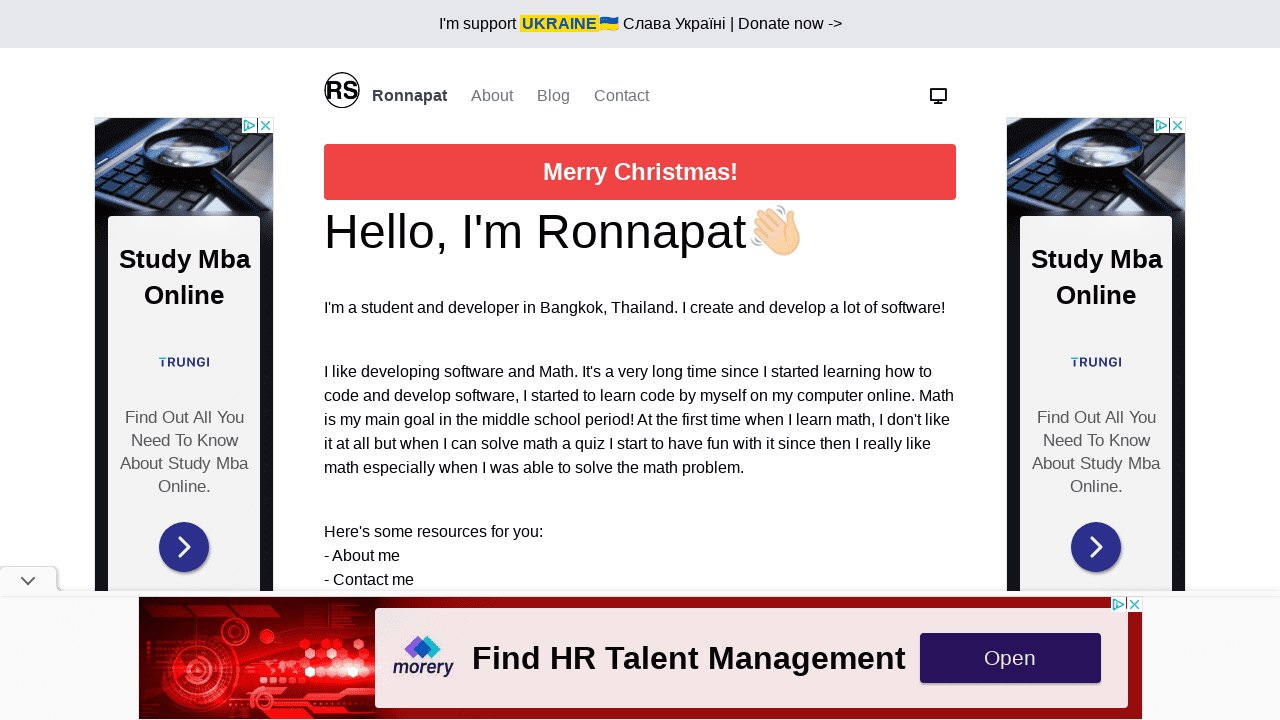 I'm support UKRAINE🇺🇦 Слава Україні | Donate now ->
RS
Ronnapat
About
Blog
Contact
Merry Christmas!
Hello, I'm Ronnapat👋🏻
I'm a student and developer in Bangkok, Thailand. I create and develop a lot of software!
I like developing software and Math. It's a very long time since I started learning how to
code and develop software, I started to learn code by myself on my computer online. Math
is my main goal in the middle school period! At the first time when I learn math, I don't like
it at all but when I can solve math a quiz I start to have fun with it since then I really like
math especially when I was able to solve the math problem.
Here's some resources for you:
- About me
- Contact me
Study Mba
Online
TRUNGI
Find Out All You
Need To Know
About Study Mba
Online.
Study Mba
Online
TRUNGI
Find Out All You
Need To Know
About Study Mba
Online.
morery
Find HR Talent Management
Open